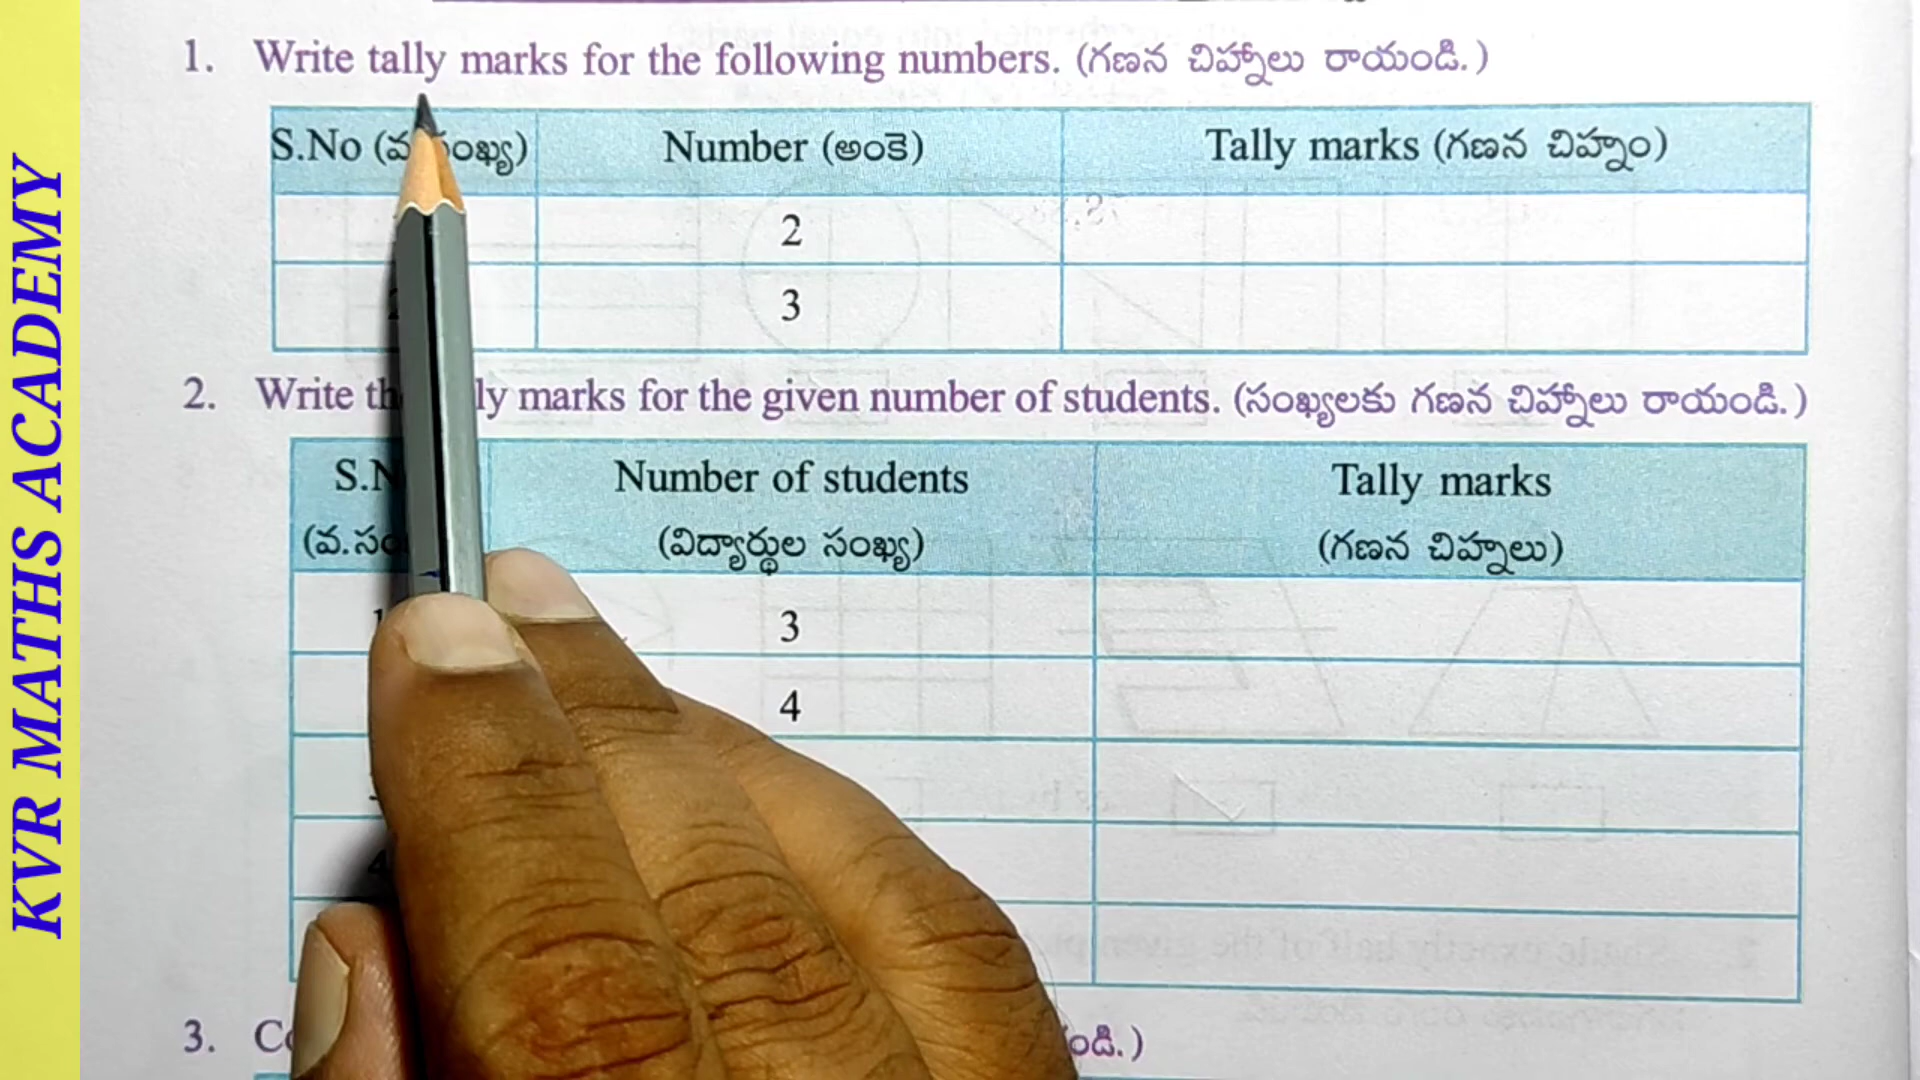 KVR MATHS ACADEMY
1. Write tally marks for the following numbers. (గణన చిహ్నాలు రాయండి.)
S.No Number (అంకె) Tally marks (గణన చిహ్నం)
2
3
2. Write marks for the given number of students. (సంఖ్యలకు గణన చిహ్నాలు రాయండి.)
Number of students Tally marks
(విద్యార్థుల సంఖ్య) (గణన చిహ్నలు)
3
4
3.